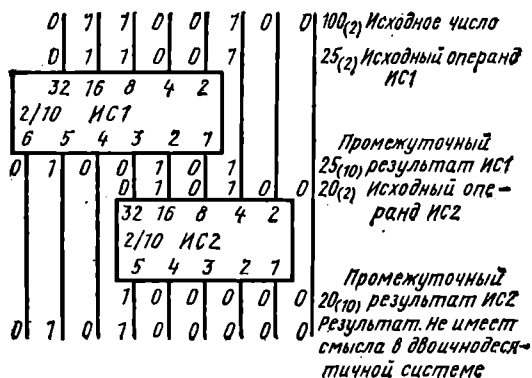 0 1 1 0 0 1 0 0 100(2) Исходное число
0 1 1 0 0 1 25(2) Исходный операнд
ИС1
32 16 8 4 2
2/10 ИС1
6 5 4 3 2 1
Промежуточный
0 1 0 0 1 0 1 25(10) результат ИС1
0 1 0 1 0 0 20(2) Исходный опе-
ранд ИС2
32 16 8 4 2
2/10 ИС2
5 4 3 2 1
Промежуточный
1 0 0 0 0 0 20(10) результат ИС2
0 1 0 1 0 0 0 0 0 Результат. Не имеет
смысла в двоичнодеся-
тичной системе